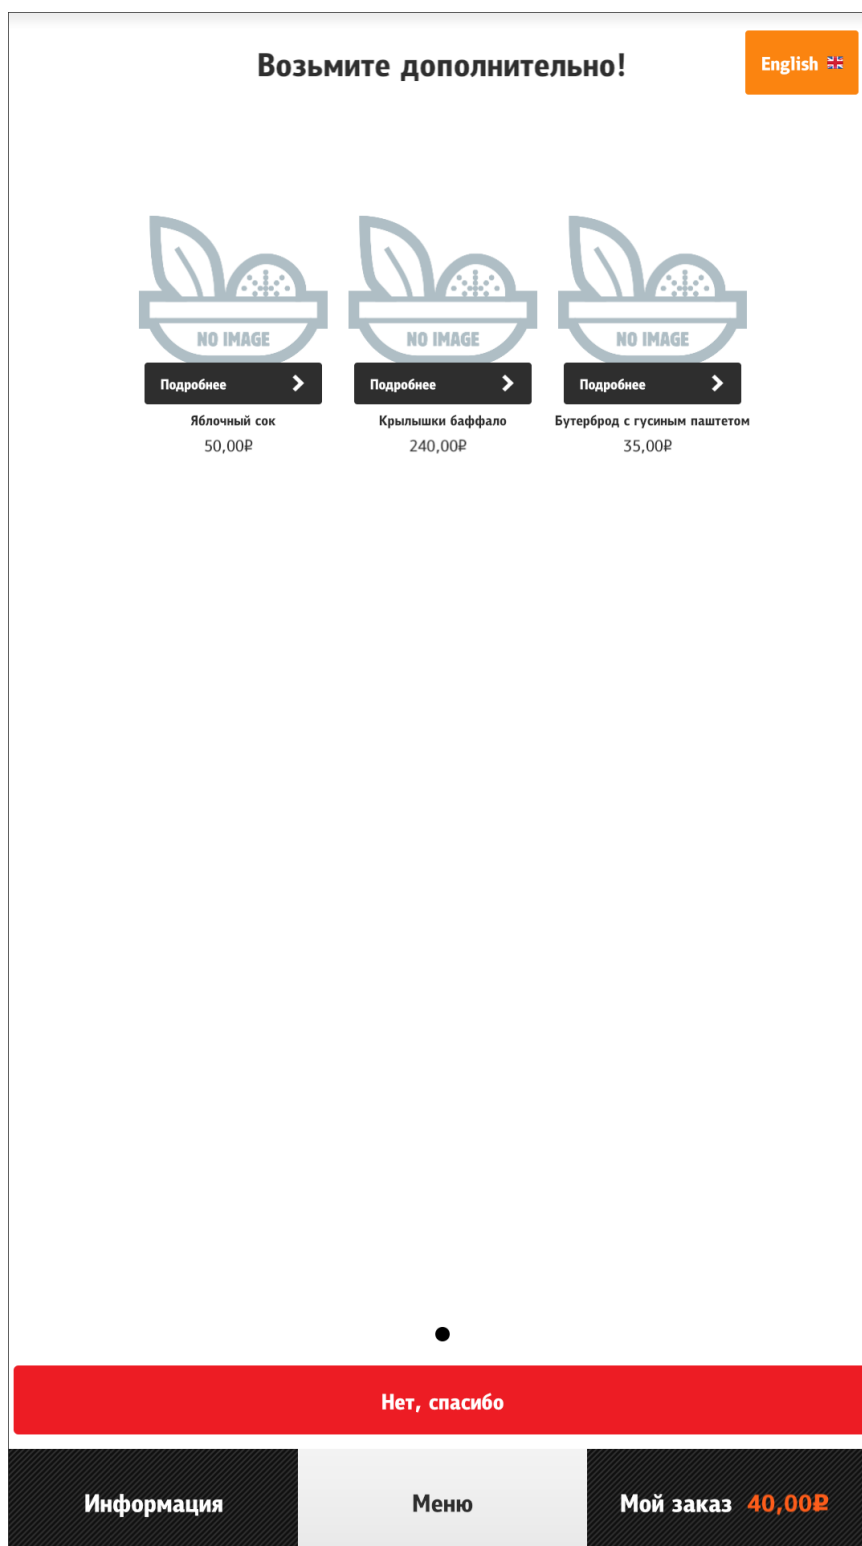 Возьмите дополнительно!
English
NO IMAGE NO IMAGE NO IMAGE
Подробнее Подробнее Подробнее
Яблочный сок Крылышки баффало Бутерброд с гусиным паштетом
50,00₽ 240,00₽ 35,00₽
Нет, спасибо
Информация Меню Мой заказ 40,00₽